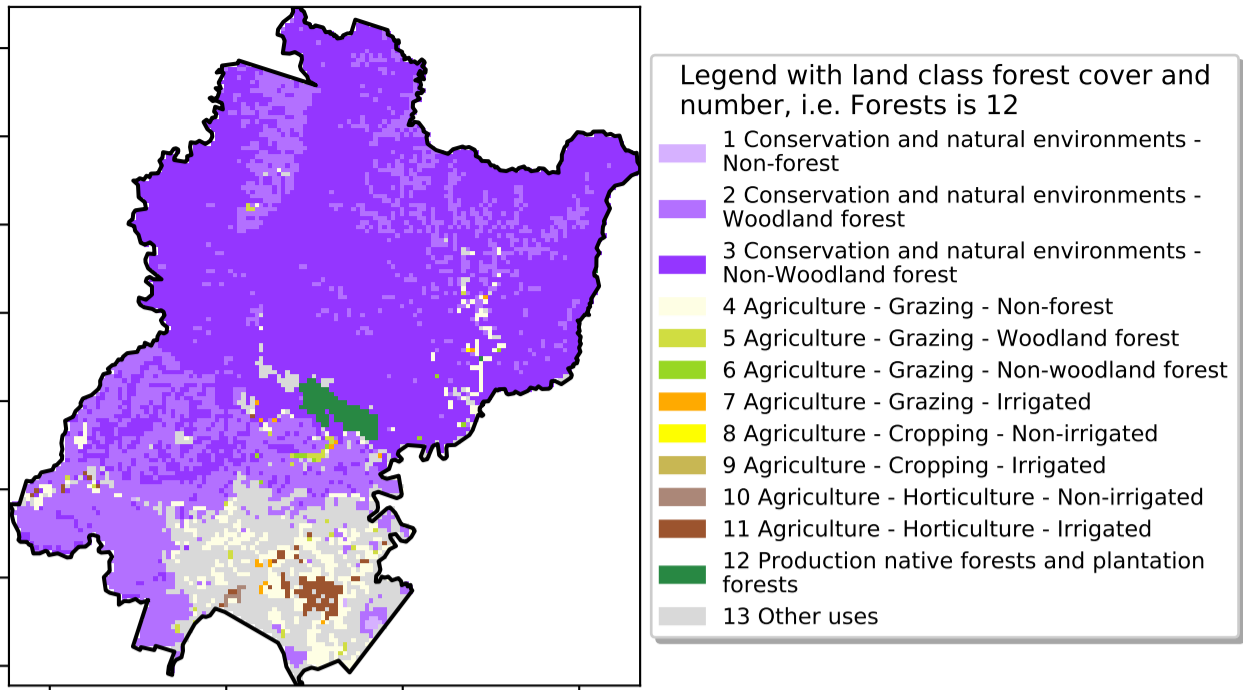 Legend with land class forest cover and
number, i.e. Forests is 12
1 Conservation and natural environments -
Non-forest
2 Conservation and natural environments -
Woodland forest
3 Conservation and natural environments -
Non-Woodland forest
4 Agriculture - Grazing - Non-forest
5 Agriculture - Grazing - Woodland forest
6 Agriculture - Grazing - Non-woodland forest
7 Agriculture - Grazing - Irrigated
8 Agriculture - Cropping - Non-irrigated
9 Agriculture - Cropping - Irrigated
10 Agriculture - Horticulture - Non-irrigated
11 Agriculture - Horticulture - Irrigated
12 Production native forests and plantation
forests
13 Other uses